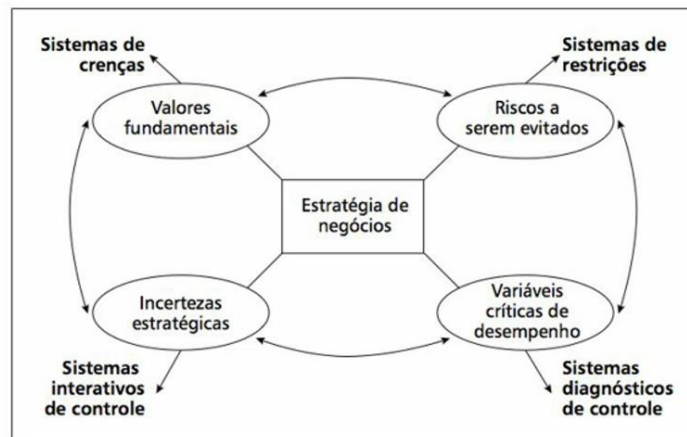 Sistemas de
crenças
Sistemas de
restrições
Valores
fundamentais
Riscos a
serem evitados
Estratégia de
negócios
Incertezas
estratégicas
Variáveis
críticas de
desempenho
Sistemas
interativos
de controle
Sistemas
diagnósticos
de controle